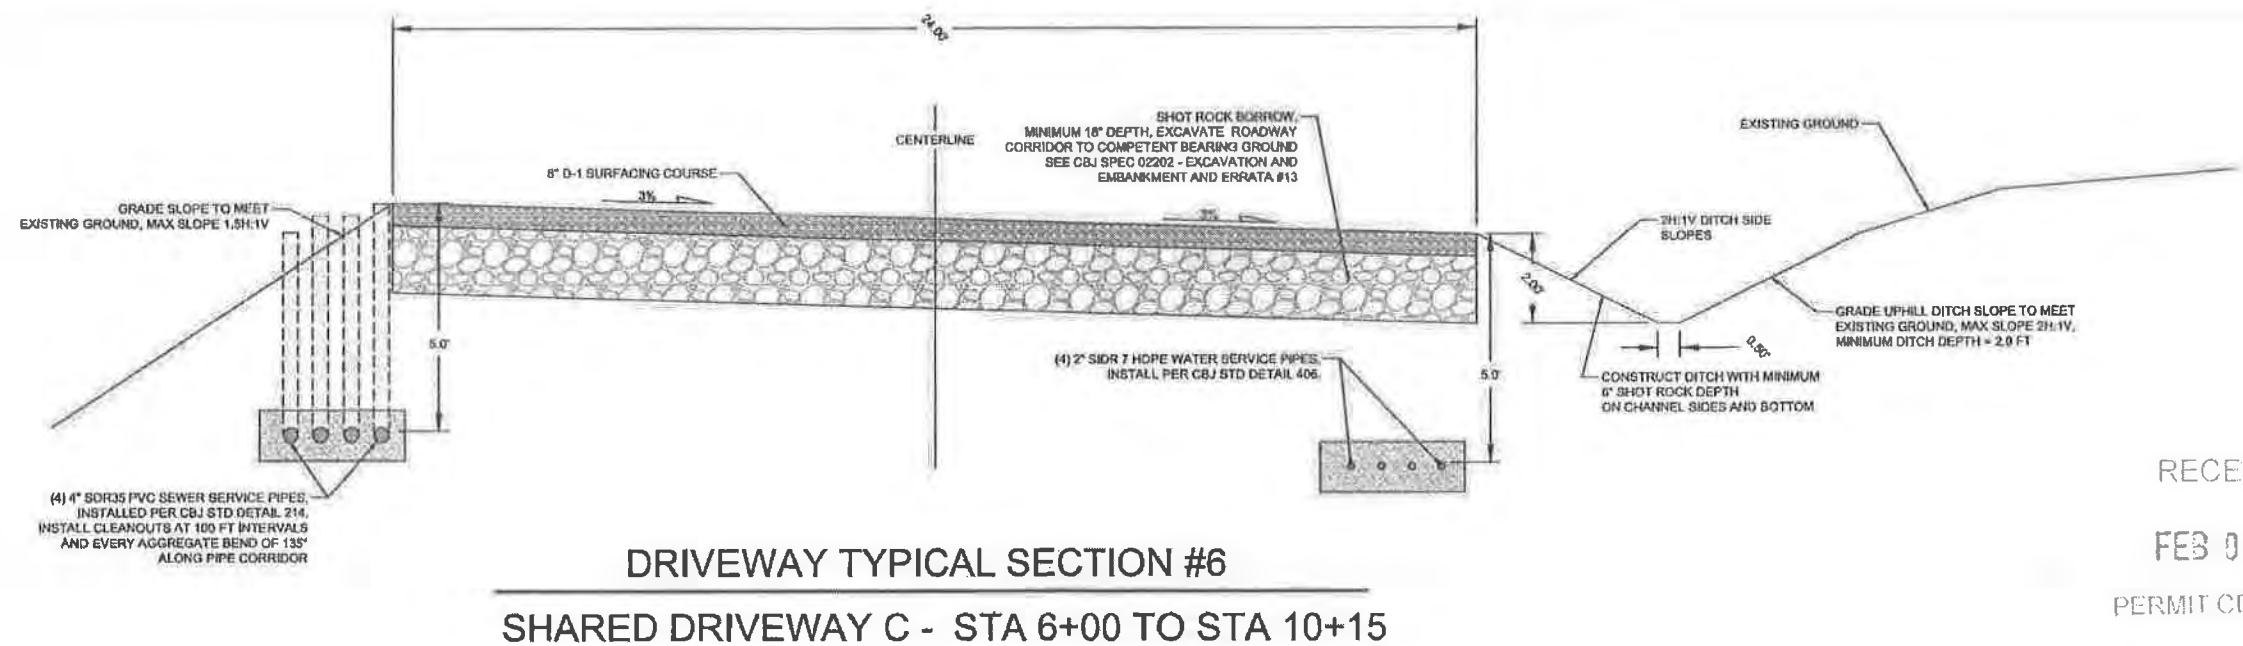 24.00'
CENTERLINE
SHOT ROCK BORROW,
MINIMUM 18" DEPTH, EXCAVATE ROADWAY
CORRIDOR TO COMPETENT BEARING GROUND
SEE CBJ SPEC 02202 - EXCAVATION AND
EMBANKMENT AND ERRATA #13
EXISTING GROUND
8" D-1 SURFACING COURSE
3%
3%
GRADE SLOPE TO MEET
EXISTING GROUND, MAX SLOPE 1.5H:1V
2H:1V DITCH SIDE
SLOPES
2.00'
5.0'
GRADE UPHILL DITCH SLOPE TO MEET
EXISTING GROUND, MAX SLOPE 2H:1V,
MINIMUM DITCH DEPTH = 2.0 FT
0.50'
(4) 2" SIDR 7 HDPE WATER SERVICE PIPES,
INSTALL PER CBJ STD DETAIL 406.
5.0'
CONSTRUCT DITCH WITH MINIMUM
6" SHOT ROCK DEPTH
ON CHANNEL SIDES AND BOTTOM
(4) 4" SDR35 PVC SEWER SERVICE PIPES,
INSTALLED PER CBJ STD DETAIL 214.
INSTALL CLEANOUTS AT 100 FT INTERVALS
AND EVERY AGGREGATE BEND OF 135°
ALONG PIPE CORRIDOR
RECE
FEB 0
PERMIT CE
DRIVEWAY TYPICAL SECTION #6
SHARED DRIVEWAY C - STA 6+00 TO STA 10+15